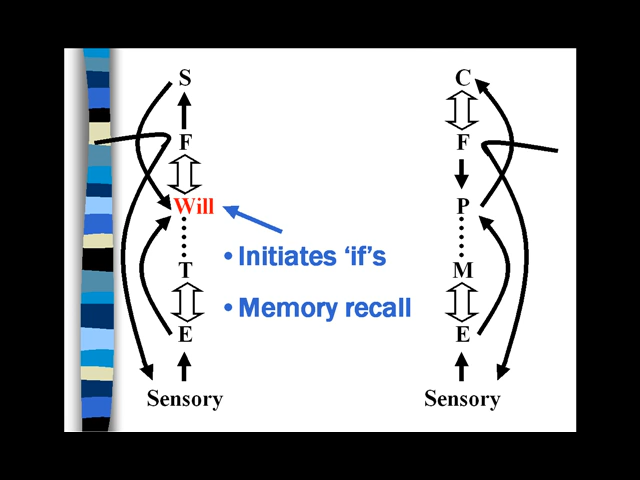 S
F
Will
T
E
Sensory
• Initiates ‘if’s
• Memory recall
C
F
P
M
E
Sensory